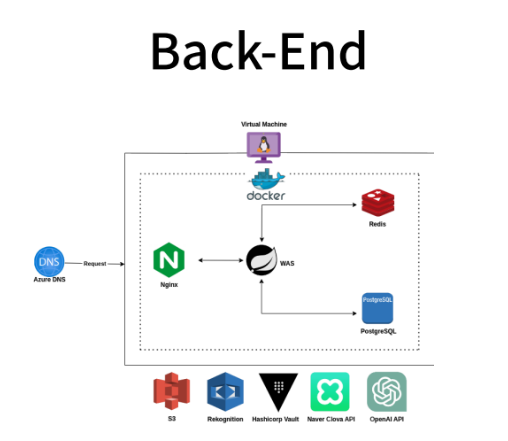 Back-End
Virtual Machine
docker
Redis
DNS
Request
Azure DNS
N
Nginx
WAS
PostgreSQL
PostgreSQL
S3
Rekognition
Hashicorp Vault
Naver Clova API
OpenAI API